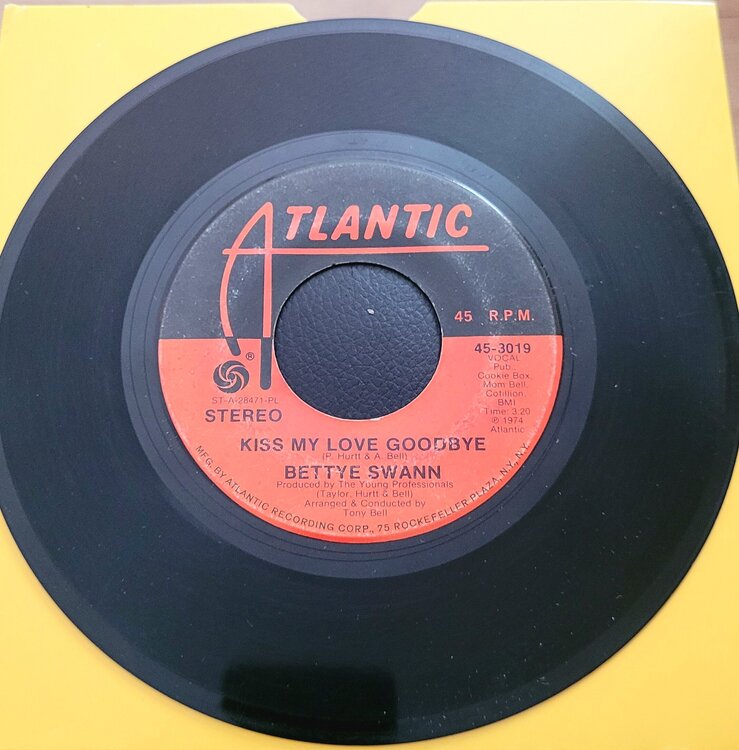 ATLANTIC
45 R.P.M.
45-3019
VOCAL
Pub.,
Cookie Box,
Mom Bell,
Cotillion,
BMI
Time: 3:20
℗ 1974
Atlantic
®
ST-A-28471-PL
STEREO
KISS MY LOVE GOODBYE
(P. Hurtt & A. Bell)
BETTYE SWANN
Produced by The Young Professionals
(Taylor, Hurtt & Bell)
Arranged & Conducted by
Tony Bell
MFG. BY ATLANTIC RECORDING CORP., 75 ROCKEFELLER PLAZA, N.Y., N.Y.